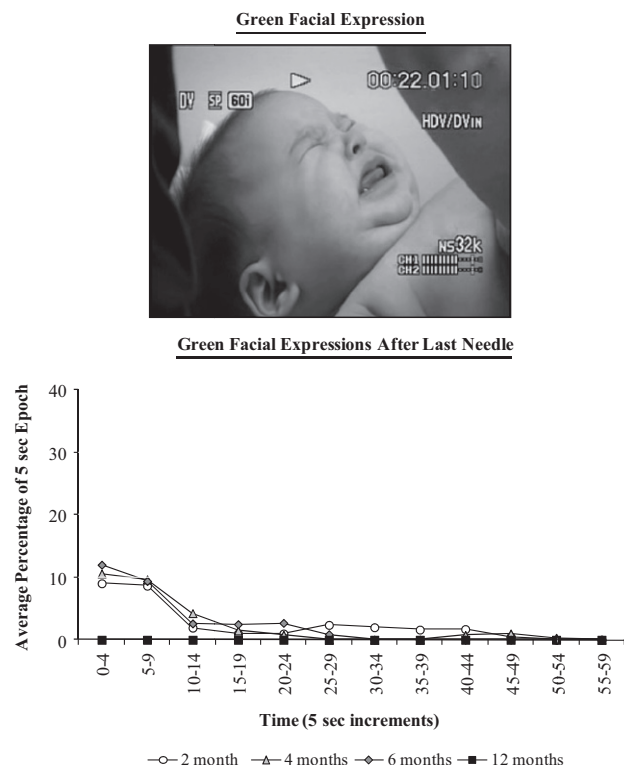 Green Facial Expression
00:22.01:10
DV SP 60i
HDV/DVIN
NS32k
CH1
CH2
Green Facial Expressions After Last Needle
Average Percentage of 5 sec Epoch
40
30
20
10
0
0-4 5-9 10-14 15-19 20-24 25-29 30-34 35-39 40-44 45-49 50-54 55-59
Time (5 sec increments)
2 month 4 months 6 months 12 months